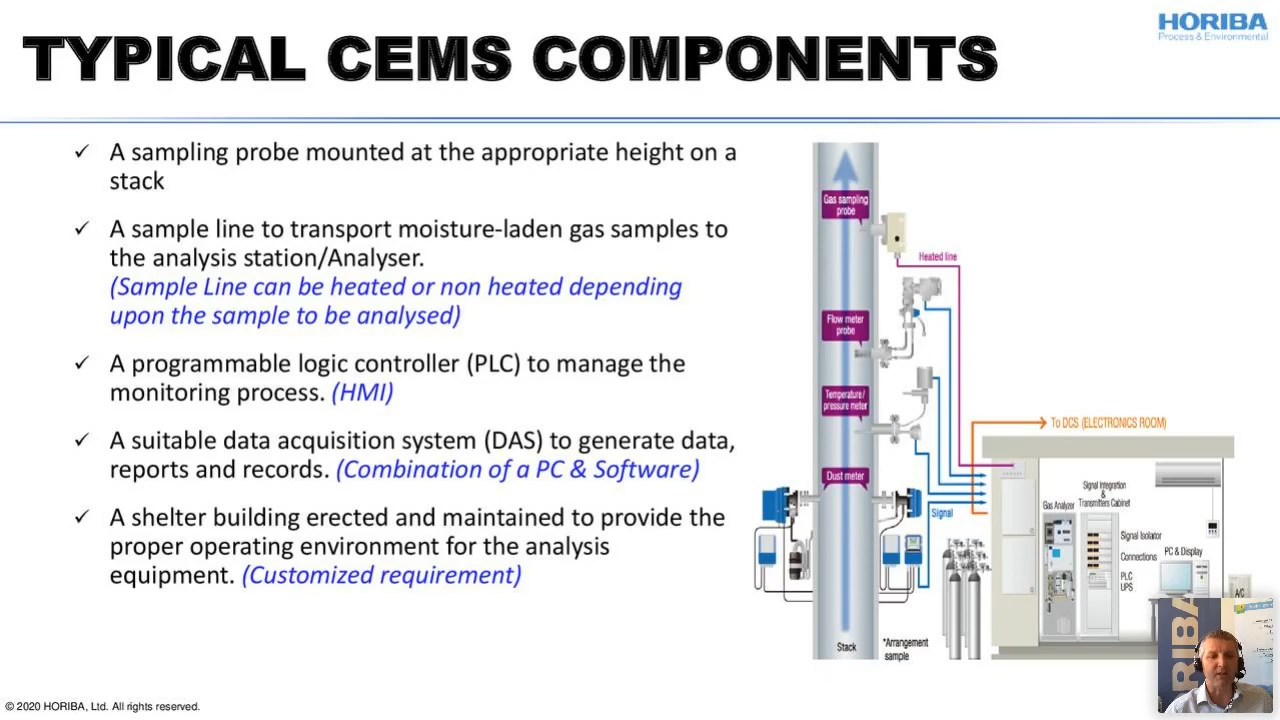 HORIBA
Process & Environmental
TYPICAL CEMS COMPONENTS
✓ A sampling probe mounted at the appropriate height on a
stack
✓ A sample line to transport moisture-laden gas samples to
the analysis station/Analyser.
(Sample Line can be heated or non heated depending
upon the sample to be analysed)
✓ A programmable logic controller (PLC) to manage the
monitoring process. (HMI)
✓ A suitable data acquisition system (DAS) to generate data,
reports and records. (Combination of a PC & Software)
✓ A shelter building erected and maintained to provide the
proper operating environment for the analysis
equipment. (Customized requirement)
Gas sampling
probe
Heated line
Flow meter
probe
Temperature/
pressure meter
To DCS (ELECTRONICS ROOM)
Dust meter
Signal
Signal Integration
&
Transmitters Cabinet
Gas Analyzer
Signal Isolator
Connections
PC & Display
PLC
UPS
A/C
Stack
*Arrangement
sample
RIBA
© 2020 HORIBA, Ltd. All rights reserved.